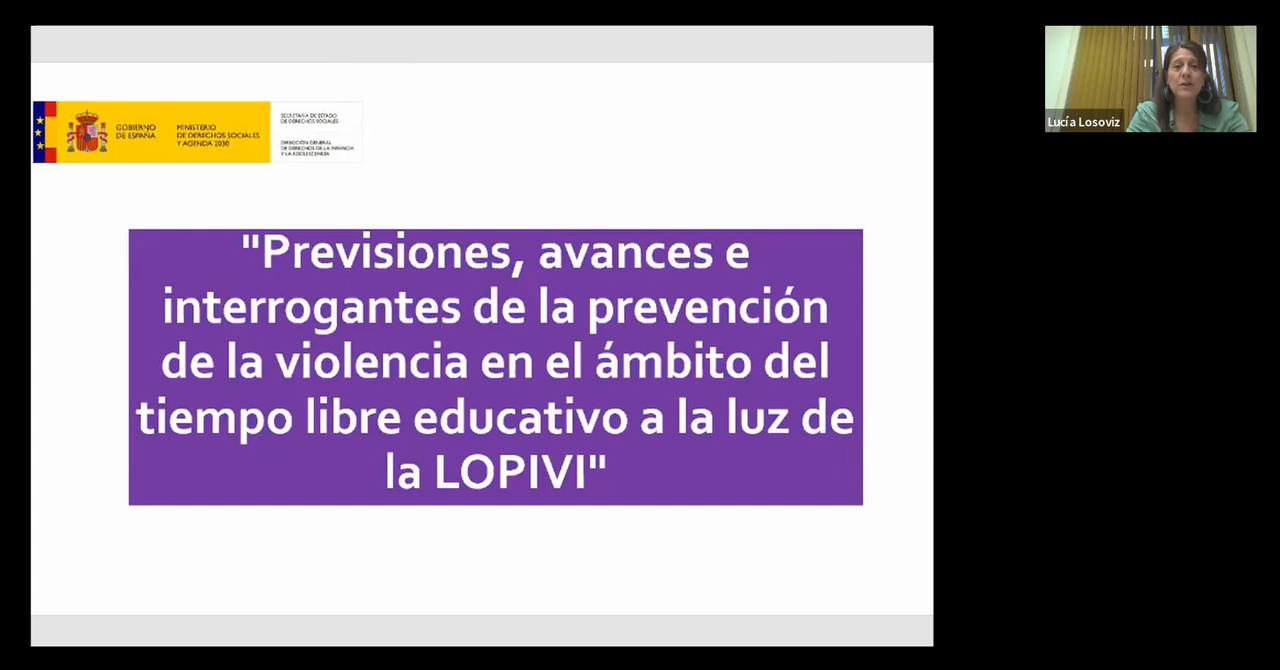 GOBIERNO
DE ESPAÑA
MINISTERIO
DE DERECHOS SOCIALES
Y AGENDA 2030
SECRETARÍA DE ESTADO
DE DERECHOS SOCIALES
DIRECCIÓN GENERAL
DE DERECHOS DE LA INFANCIA
Y LA ADOLESCENCIA
"Previsiones, avances e
interrogantes de la prevención
de la violencia en el ámbito del
tiempo libre educativo a la luz de
la LOPIVI"
Lucía Losoviz